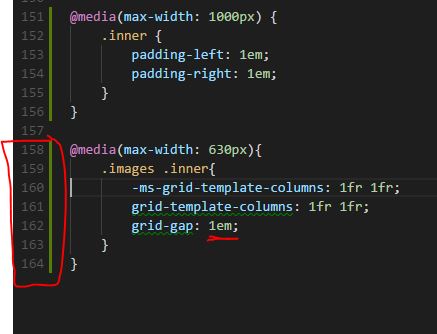 151 @media(max-width: 1000px) {
152 .inner {
153 padding-left: 1em;
154 padding-right: 1em;
155 }
156 }
157
158 @media(max-width: 630px){
159 .images .inner{
160 -ms-grid-template-columns: 1fr 1fr;
161 grid-template-columns: 1fr 1fr;
162 grid-gap: 1em;
163 }
164 }